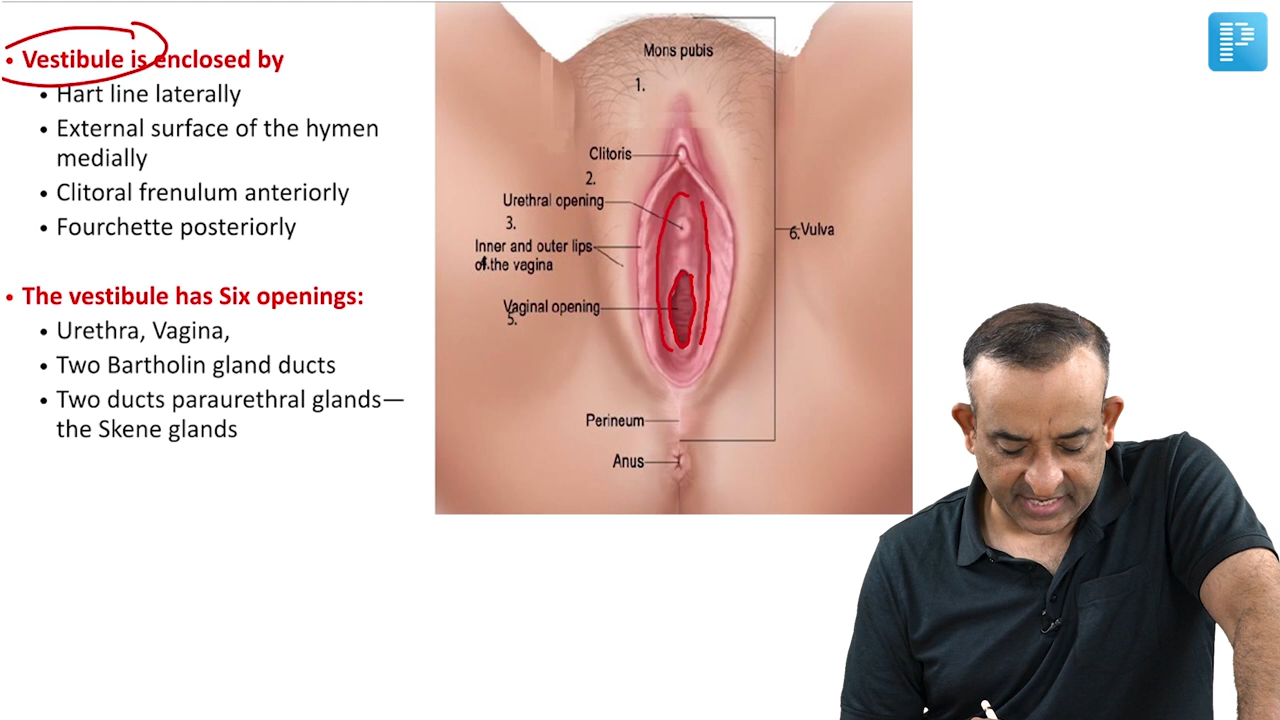 • Vestibule is enclosed by
• Hart line laterally
• External surface of the hymen
medially
• Clitoral frenulum anteriorly
• Fourchette posteriorly
• The vestibule has Six openings:
• Urethra, Vagina,
• Two Bartholin gland ducts
• Two ducts paraurethral glands—
the Skene glands
Mons pubis
1.
Clitoris
2.
Urethral opening
3.
Inner and outer lips
of the vagina
4.
Vaginal opening
5.
6.
Vulva
Perineum
Anus
P